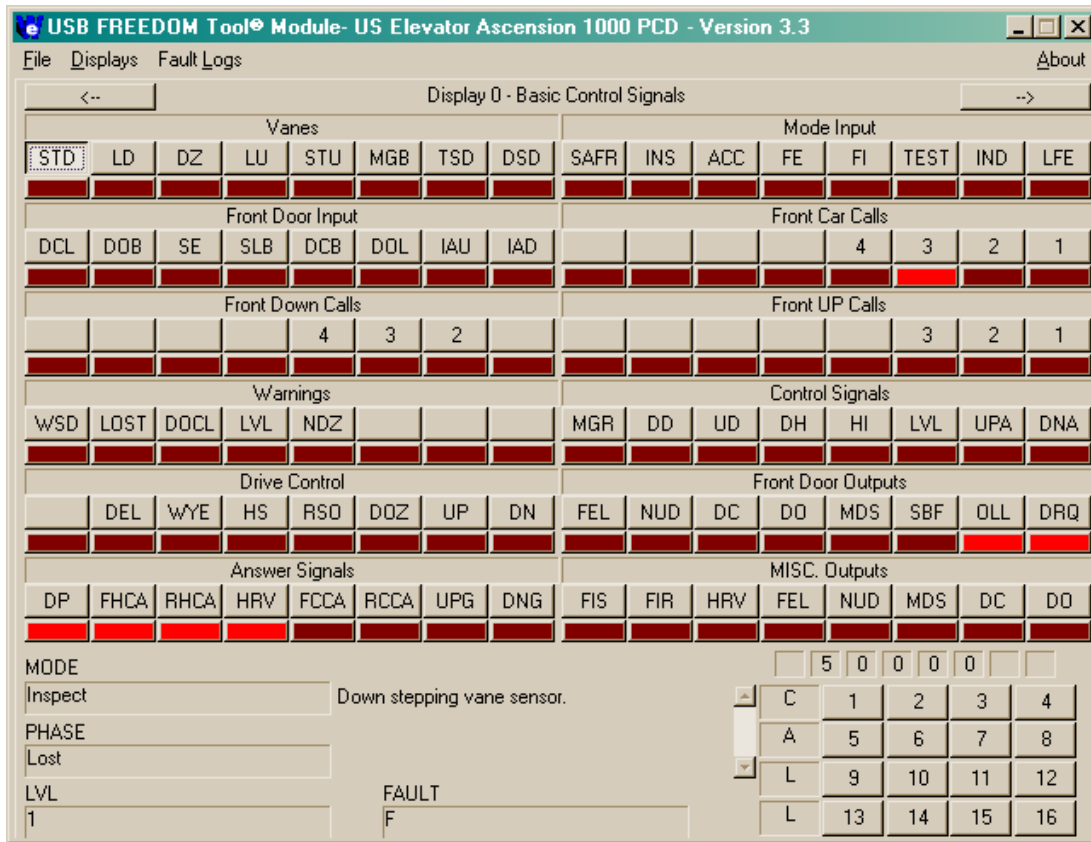 USB FREEDOM Tool® Module- US Elevator Ascension 1000 PCD - Version 3.3
File Displays Fault Logs About
<-- Display 0 - Basic Control Signals -->
Vanes Mode Input
STD LD DZ LU STU MGB TSD DSD SAFR INS ACC FE FI TEST IND LFE
Front Door Input Front Car Calls
DCL DOB SE SLB DCB DOL IAU IAD 4 3 2 1
Front Down Calls Front UP Calls
4 3 2 3 2 1
Warnings Control Signals
WSD LOST DOCL LVL NDZ MGR DD UD DH HI LVL UPA DNA
Drive Control Front Door Outputs
DEL WYE HS RSO DOZ UP DN FEL NUD DC DO MDS SBF OLL DRQ
Answer Signals MISC. Outputs
DP FHCA RHCA HRV FCCA RCCA UPG DNG FIS FIR HRV FEL NUD MDS DC DO
MODE 5 0 0 0 0
Inspect Down stepping vane sensor. C 1 2 3 4
PHASE A 5 6 7 8
Lost
L 9 10 11 12
LVL FAULT
1 F L 13 14 15 16